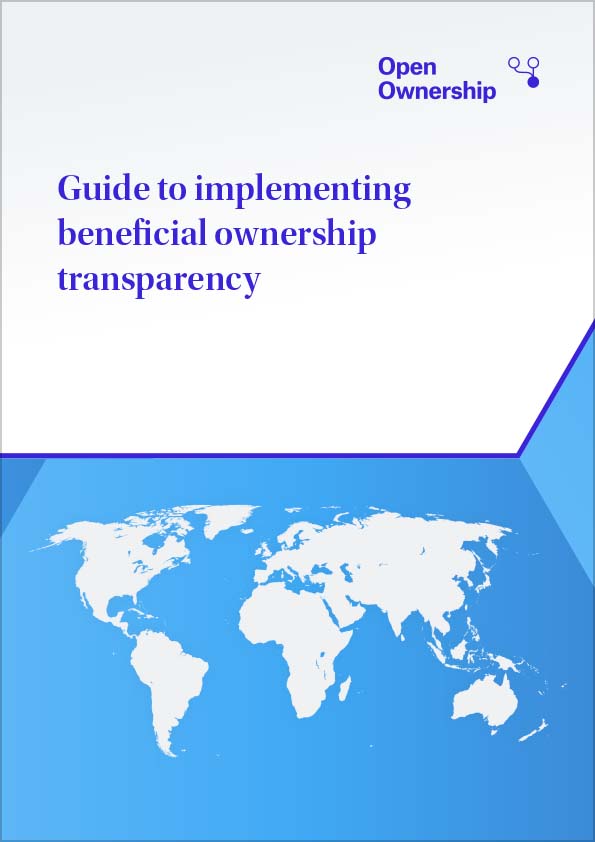 Open
Ownership
Guide to implementing
beneficial ownership
transparency